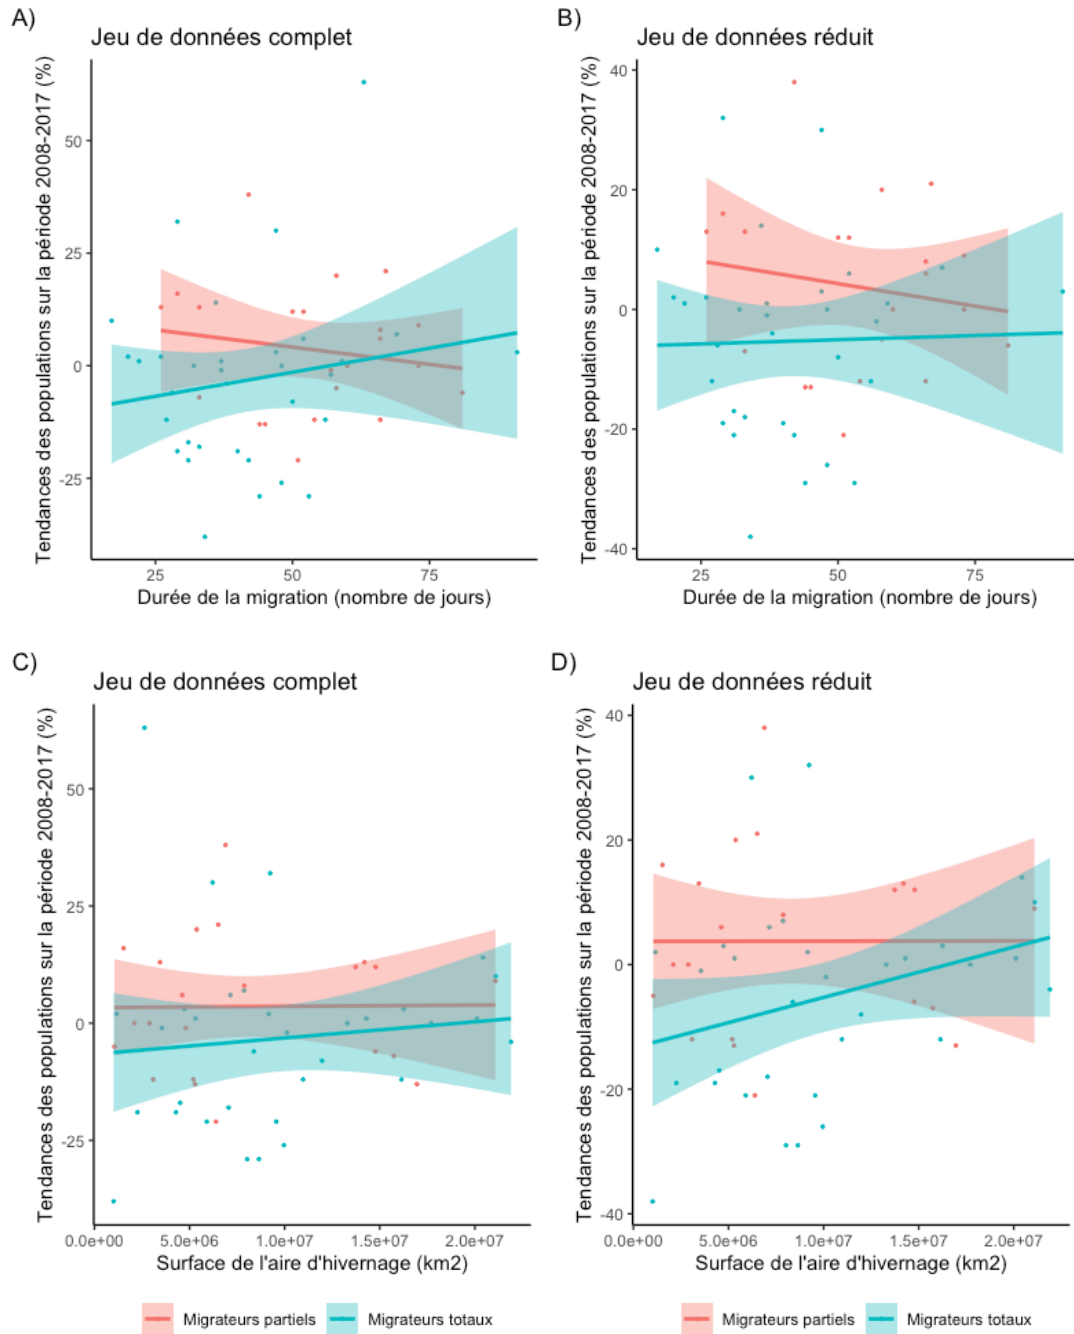 A)
Jeu de données complet
Tendances des populations sur la période 2008-2017 (%)
50
25
0
-25
25
50
75
Durée de la migration (nombre de jours)
B)
Jeu de données réduit
Tendances des populations sur la période 2008-2017 (%)
40
20
0
-20
-40
25
50
75
Durée de la migration (nombre de jours)
C)
Jeu de données complet
Tendances des populations sur la période 2008-2017 (%)
50
25
0
-25
0.0e+00
5.0e+06
1.0e+07
1.5e+07
2.0e+07
Surface de l'aire d'hivernage (km2)
Migrateurs partiels
Migrateurs totaux
D)
Jeu de données réduit
Tendances des populations sur la période 2008-2017 (%)
40
20
0
-20
-40
0.0e+00
5.0e+06
1.0e+07
1.5e+07
2.0e+07
Surface de l'aire d'hivernage (km2)
Migrateurs partiels
Migrateurs totaux